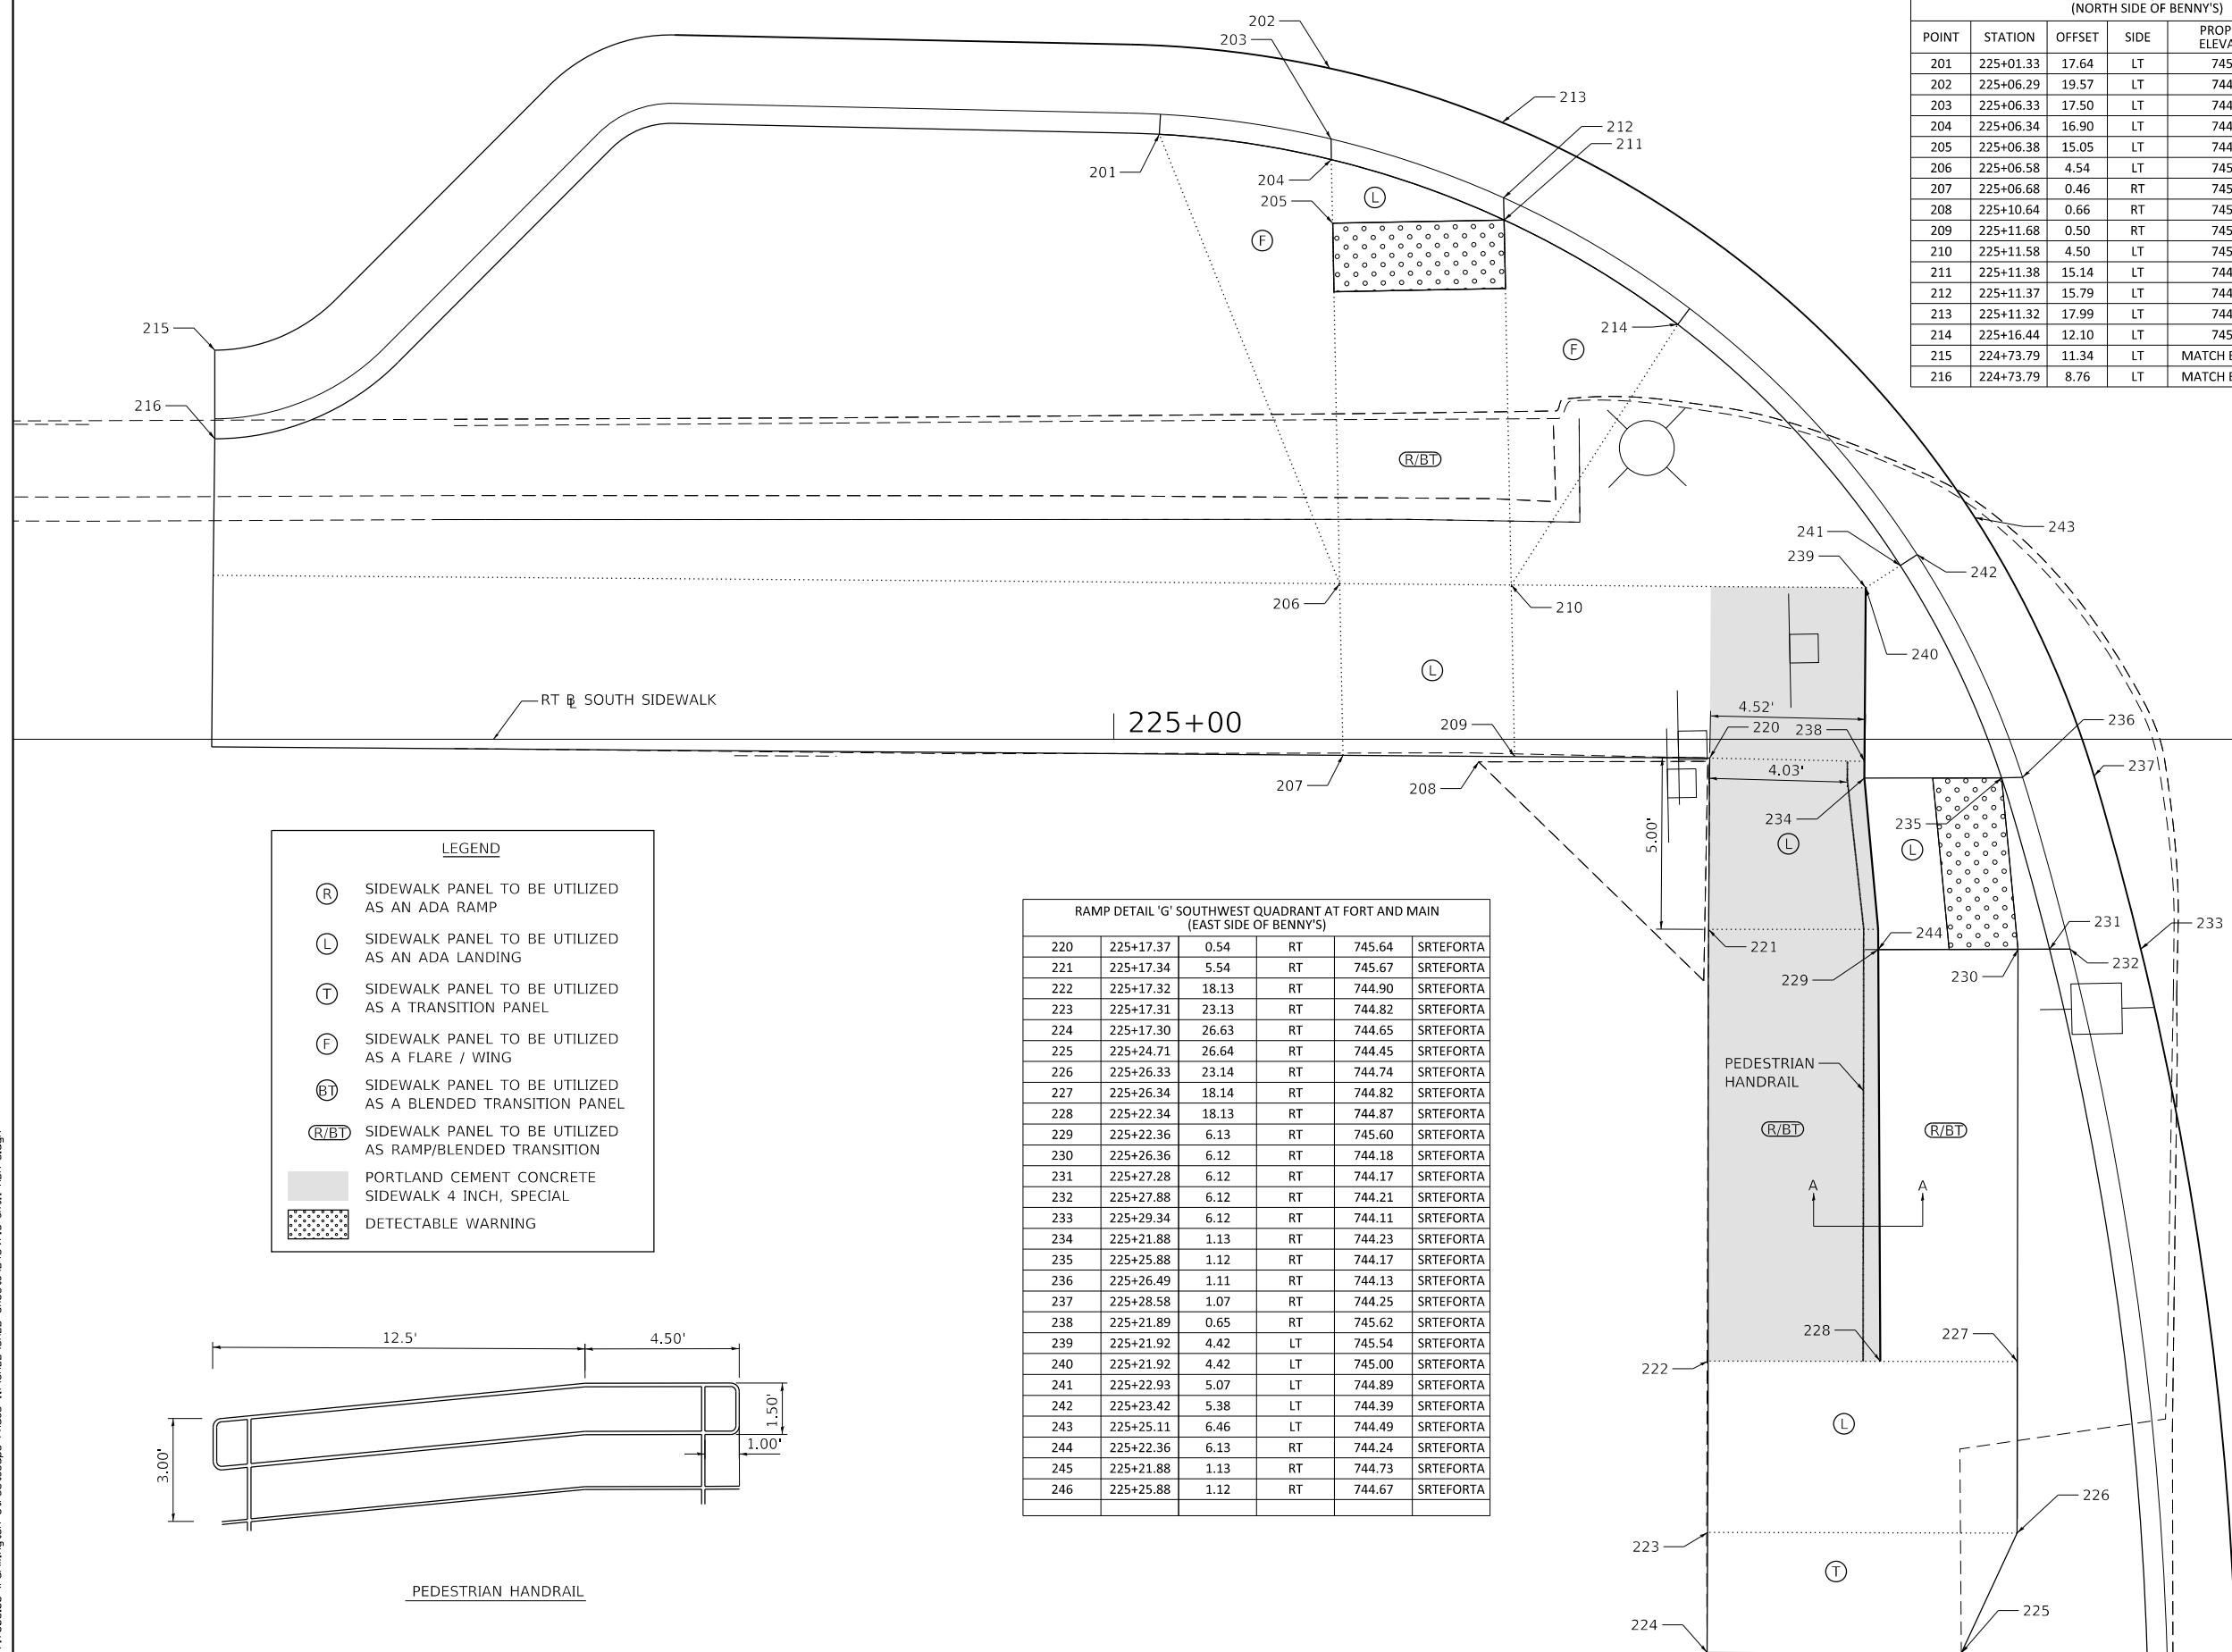 202
203
213
212
211
201
204
205
L
F
214
F
215
216
R/BT
243
241
239
242
206
210
240
L
RT BL SOUTH SIDEWALK
225+00
4.52'
209
220
238
236
237
207
208
4.03'
234
235
5.00'
L
L
231
233
244
221
232
229
230
PEDESTRIAN
HANDRAIL
R/BT
R/BT
A
A
228
227
222
L
226
223
T
225
224
(NORTH SIDE OF BENNY'S)
POINT STATION OFFSET SIDE PROP
ELEVA
201 225+01.33 17.64 LT 745
202 225+06.29 19.57 LT 744
203 225+06.33 17.50 LT 744
204 225+06.34 16.90 LT 744
205 225+06.38 15.05 LT 744
206 225+06.58 4.54 LT 745
207 225+06.68 0.46 RT 745
208 225+10.64 0.66 RT 745
209 225+11.68 0.50 RT 745
210 225+11.58 4.50 LT 745
211 225+11.38 15.14 LT 744
212 225+11.37 15.79 LT 744
213 225+11.32 17.99 LT 744
214 225+16.44 12.10 LT 745
215 224+73.79 11.34 LT MATCH E
216 224+73.79 8.76 LT MATCH E
LEGEND
R SIDEWALK PANEL TO BE UTILIZED
AS AN ADA RAMP
L SIDEWALK PANEL TO BE UTILIZED
AS AN ADA LANDING
T SIDEWALK PANEL TO BE UTILIZED
AS A TRANSITION PANEL
F SIDEWALK PANEL TO BE UTILIZED
AS A FLARE / WING
BT SIDEWALK PANEL TO BE UTILIZED
AS A BLENDED TRANSITION PANEL
R/BT SIDEWALK PANEL TO BE UTILIZED
AS RAMP/BLENDED TRANSITION
PORTLAND CEMENT CONCRETE
SIDEWALK 4 INCH, SPECIAL
DETECTABLE WARNING
RAMP DETAIL 'G' SOUTHWEST QUADRANT AT FORT AND MAIN
(EAST SIDE OF BENNY'S)
220 225+17.37 0.54 RT 745.64 SRTEFORTA
221 225+17.34 5.54 RT 745.67 SRTEFORTA
222 225+17.32 18.13 RT 744.90 SRTEFORTA
223 225+17.31 23.13 RT 744.82 SRTEFORTA
224 225+17.30 26.63 RT 744.65 SRTEFORTA
225 225+24.71 26.64 RT 744.45 SRTEFORTA
226 225+26.33 23.14 RT 744.74 SRTEFORTA
227 225+26.34 18.14 RT 744.82 SRTEFORTA
228 225+22.34 18.13 RT 744.87 SRTEFORTA
229 225+22.36 6.13 RT 745.60 SRTEFORTA
230 225+26.36 6.12 RT 744.18 SRTEFORTA
231 225+27.28 6.12 RT 744.17 SRTEFORTA
232 225+27.88 6.12 RT 744.21 SRTEFORTA
233 225+29.34 6.12 RT 744.11 SRTEFORTA
234 225+21.88 1.13 RT 744.23 SRTEFORTA
235 225+25.88 1.12 RT 744.17 SRTEFORTA
236 225+26.49 1.11 RT 744.13 SRTEFORTA
237 225+28.58 1.07 RT 744.25 SRTEFORTA
238 225+21.89 0.65 RT 745.62 SRTEFORTA
239 225+21.92 4.42 LT 745.54 SRTEFORTA
240 225+21.92 4.42 LT 745.00 SRTEFORTA
241 225+22.93 5.07 LT 744.89 SRTEFORTA
242 225+23.42 5.38 LT 744.39 SRTEFORTA
243 225+25.11 6.46 LT 744.49 SRTEFORTA
244 225+22.36 6.13 RT 744.24 SRTEFORTA
245 225+21.88 1.13 RT 744.73 SRTEFORTA
246 225+25.88 1.12 RT 744.67 SRTEFORTA
12.5'
4.50'
3.00'
1.50'
1.00'
PEDESTRIAN HANDRAIL